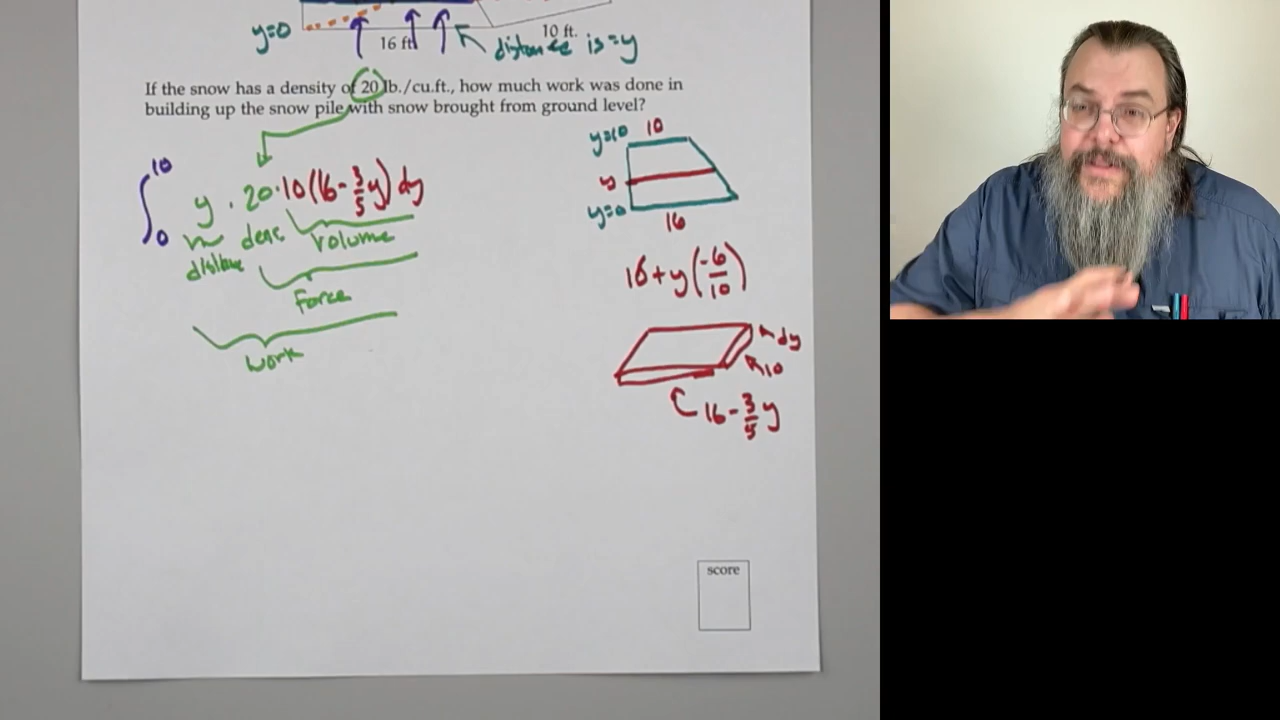 y=0
16 ft.
10 ft.
distance is = y
If the snow has a density of 20 lb./cu.ft., how much work was done in
building up the snow pile with snow brought from ground level?
∫₀¹⁰ y · 20 · 10(16 - 3/5 y) dy
distance
dens
volume
force
work
y=10 10
y
y=0
16
16 + y(-6/10)
dy
10
16 - 3/5 y
score